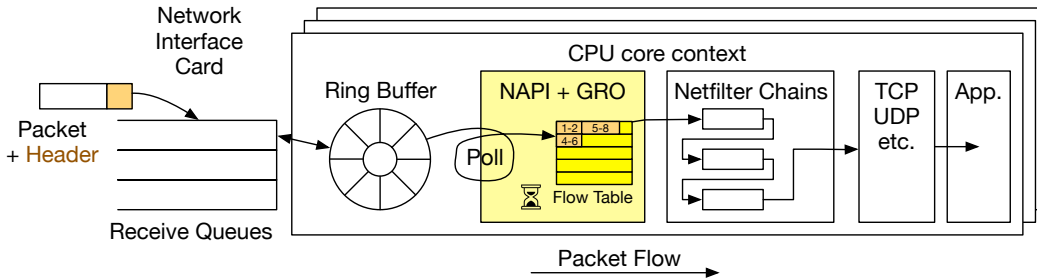 Network
Interface
Card
Packet
+ Header
Receive Queues
CPU core context
Ring Buffer
Poll
NAPI + GRO
1-2 5-8
4-6
Flow Table
Netfilter Chains
TCP
UDP
etc.
App.
Packet Flow